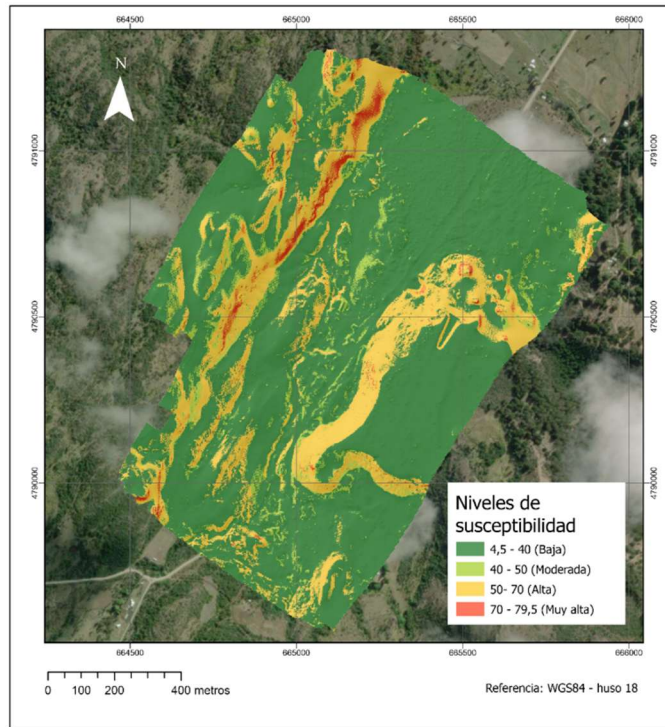 664500 665000 665500 666000
N
4791000 4791000
4790500 4790500
4790000 4790000
Niveles de
susceptibilidad
4,5 - 40 (Baja)
40 - 50 (Moderada)
50- 70 (Alta)
70 - 79,5 (Muy alta)
664500 665000 665500 666000
0 100 200 400 metros
Referencia: WGS84 - huso 18